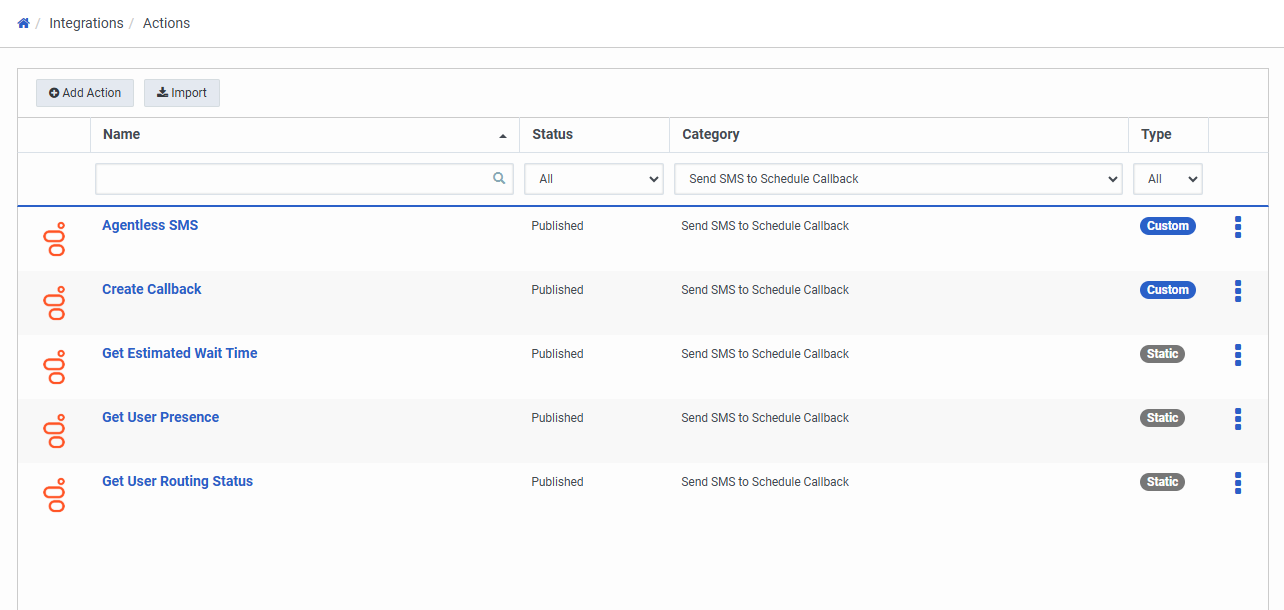 / Integrations / Actions
Add Action Import
Name Status Category Type
All Send SMS to Schedule Callback All
Agentless SMS Published Send SMS to Schedule Callback Custom
Create Callback Published Send SMS to Schedule Callback Custom
Get Estimated Wait Time Published Send SMS to Schedule Callback Static
Get User Presence Published Send SMS to Schedule Callback Static
Get User Routing Status Published Send SMS to Schedule Callback Static